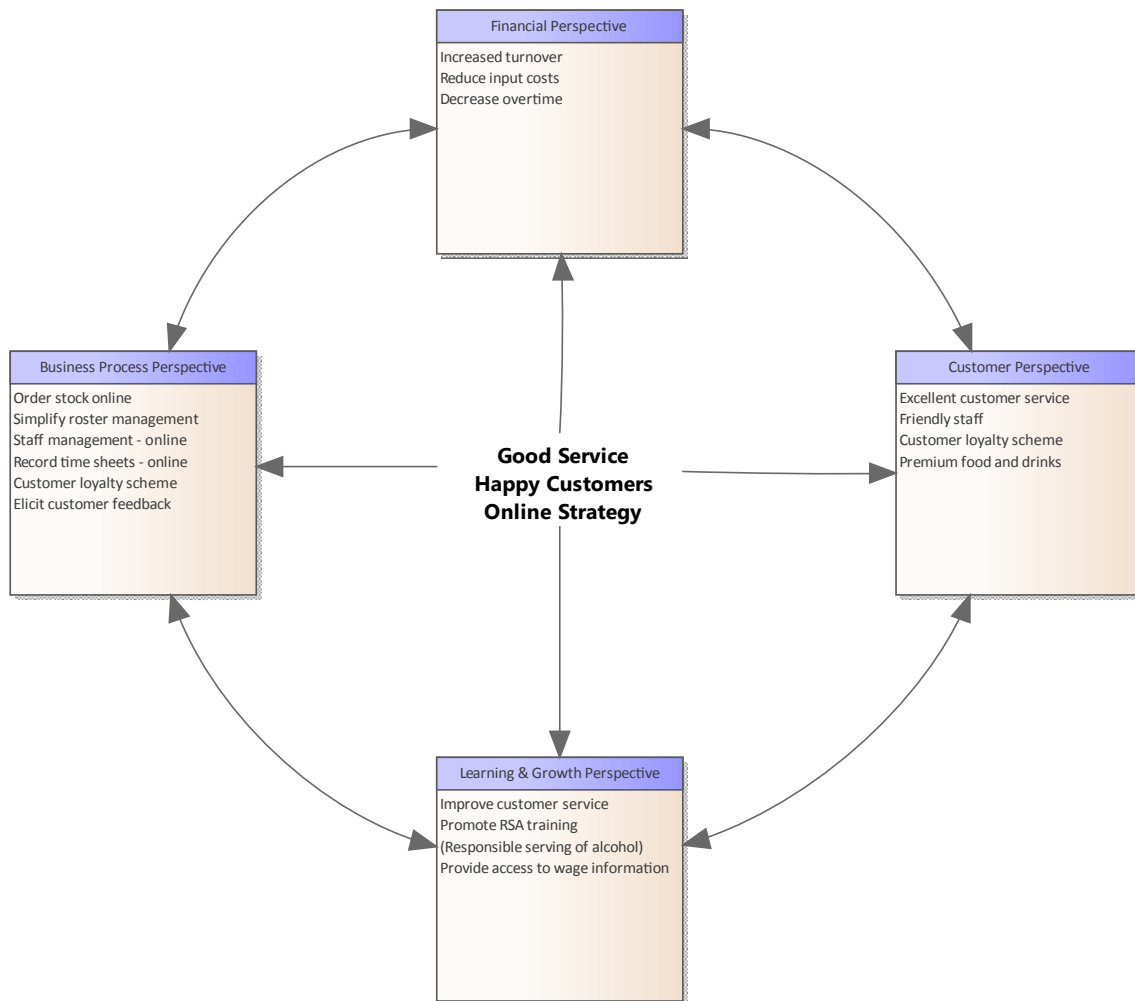 Financial Perspective
Increased turnover
Reduce input costs
Decrease overtime
Business Process Perspective
Order stock online
Simplify roster management
Staff management - online
Record time sheets - online
Customer loyalty scheme
Elicit customer feedback
Good Service
Happy Customers
Online Strategy
Customer Perspective
Excellent customer service
Friendly staff
Customer loyalty scheme
Premium food and drinks
Learning & Growth Perspective
Improve customer service
Promote RSA training
(Responsible serving of alcohol)
Provide access to wage information